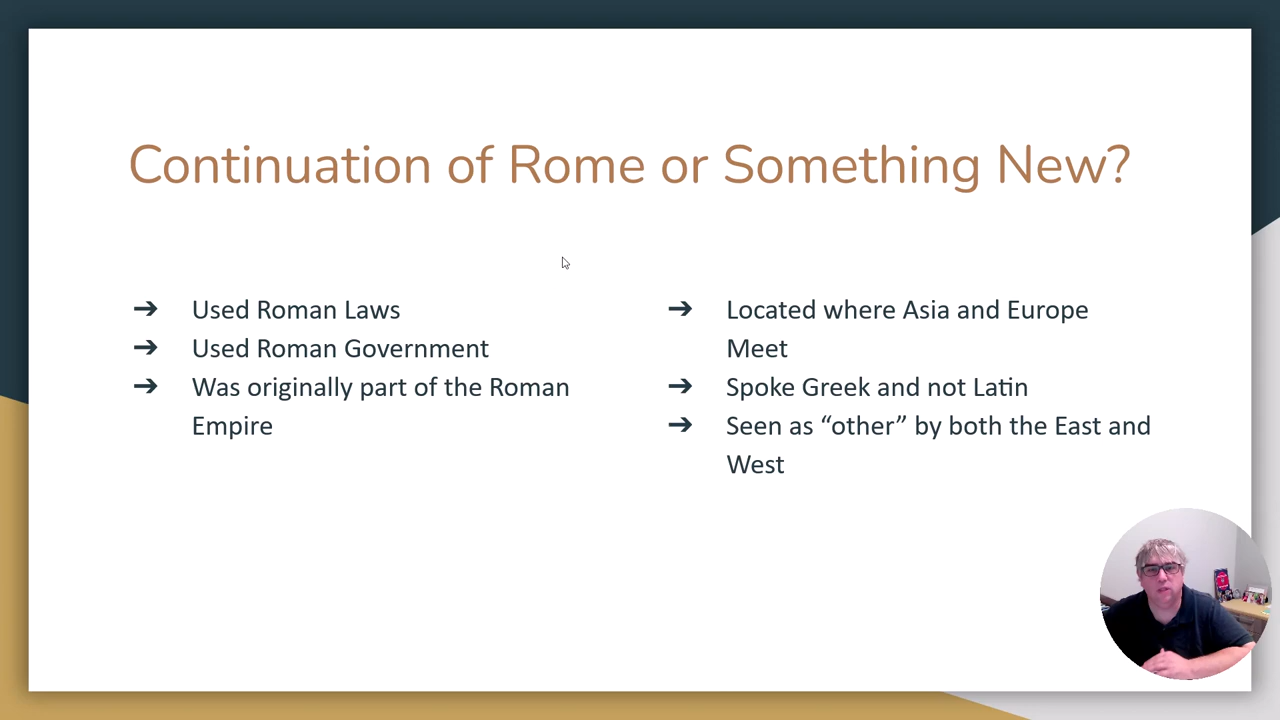 Continuation of Rome or Something New?
➔ Used Roman Laws
➔ Used Roman Government
➔ Was originally part of the Roman
Empire
➔ Located where Asia and Europe
Meet
➔ Spoke Greek and not Latin
➔ Seen as “other” by both the East and
West